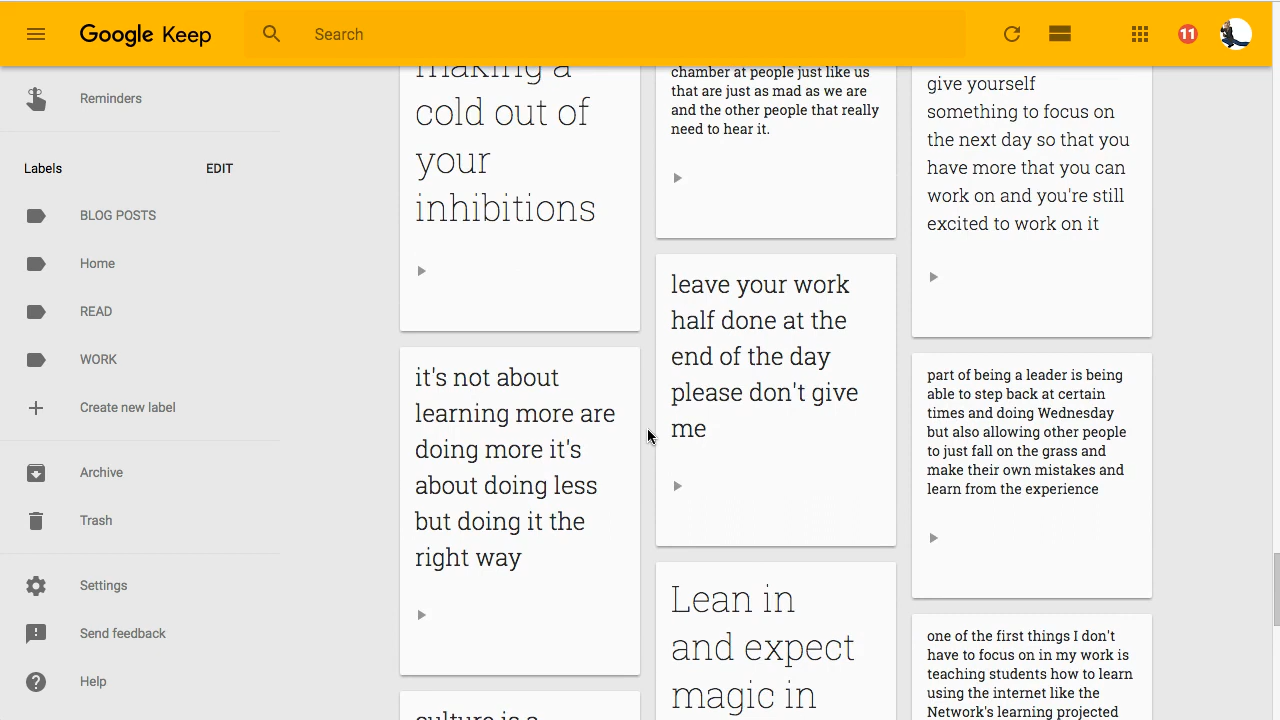 Google Keep
Search
11
Reminders
Labels
EDIT
BLOG POSTS
Home
READ
WORK
Create new label
Archive
Trash
Settings
Send feedback
Help
making a
cold out of
your
inhibitions
it's not about
learning more are
doing more it's
about doing less
but doing it the
right way
culture is a
chamber at people just like us
that are just as mad as we are
and the other people that really
need to hear it.
leave your work
half done at the
end of the day
please don't give
me
Lean in
and expect
magic in
give yourself
something to focus on
the next day so that you
have more that you can
work on and you're still
excited to work on it
part of being a leader is being
able to step back at certain
times and doing Wednesday
but also allowing other people
to just fall on the grass and
make their own mistakes and
learn from the experience
one of the first things I don't
have to focus on in my work is
teaching students how to learn
using the internet like the
Network's learning projected